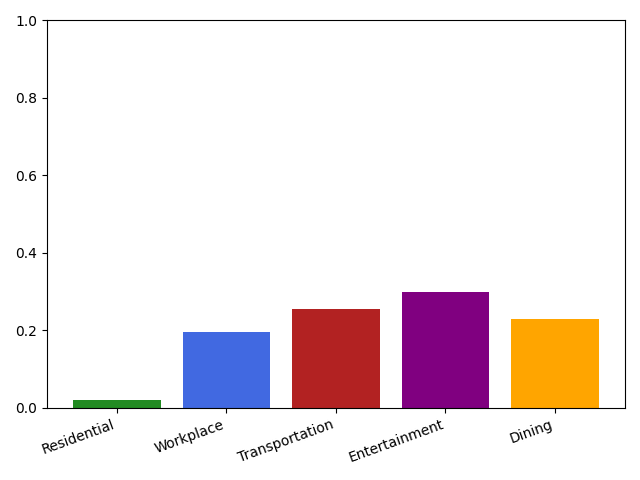 1.0
0.8
0.6
0.4
0.2
0.0
Residential
Workplace
Transportation
Entertainment
Dining